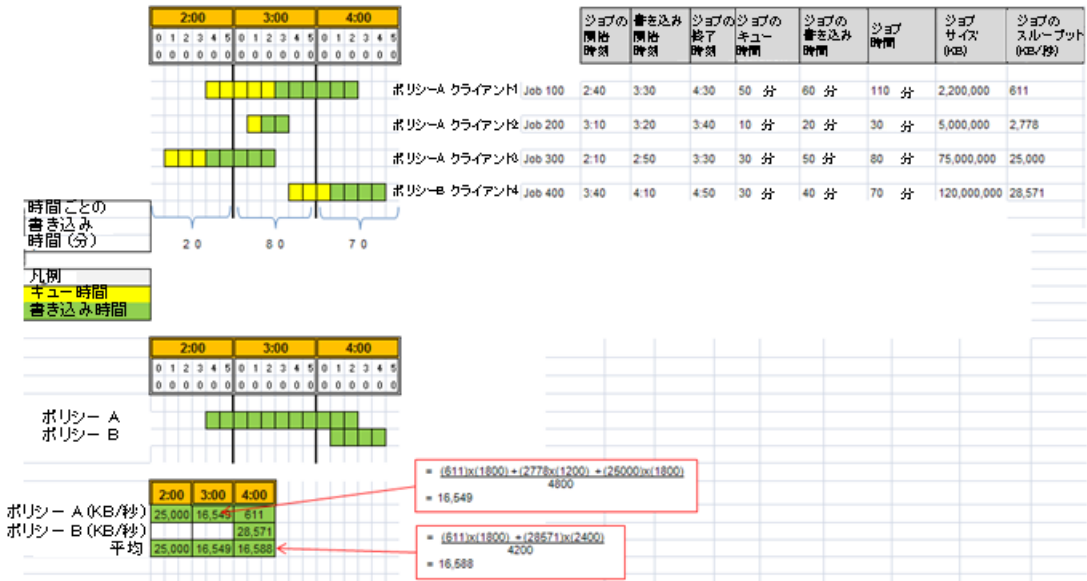 2:00 3:00 4:00
0 1 2 3 4 5 0 1 2 3 4 5 0 1 2 3 4 5
0 0 0 0 0 0 0 0 0 0 0 0 0 0 0 0 0 0
ジョブの開始時刻 書き込み開始時刻 ジョブの終了時刻 ジョブのキュー時間 ジョブの書き込み時間 ジョブ時間 ジョブサイズ(KB) ジョブのスループット(KB/秒)
ポリシーA クライアント1 Job 100 2:40 3:30 4:30 50 分 60 分 110 分 2,200,000 611
ポリシーA クライアント2 Job 200 3:10 3:20 3:40 10 分 20 分 30 分 5,000,000 2,778
ポリシーA クライアント3 Job 300 2:10 2:50 3:30 30 分 50 分 80 分 75,000,000 25,000
ポリシーB クライアント4 Job 400 3:40 4:10 4:50 30 分 40 分 70 分 120,000,000 28,571
時間ごとの
書き込み
時間(分)
20 80 70
凡例
キュー時間
書き込み時間
2:00 3:00 4:00
0 1 2 3 4 5 0 1 2 3 4 5 0 1 2 3 4 5
0 0 0 0 0 0 0 0 0 0 0 0 0 0 0 0 0 0
ポリシー A
ポリシー B
= (611)x(1800) +(2778x(1200) +(25000)x(1800)
4800
= 16,549
2:00 3:00 4:00
ポリシー A(KB/秒) 25,000 16,549 611
ポリシー B(KB/秒) 28,571
平均 25,000 16,549 16,588
= (611)x(1800) +(28571)x(2400)
4200
= 16,588